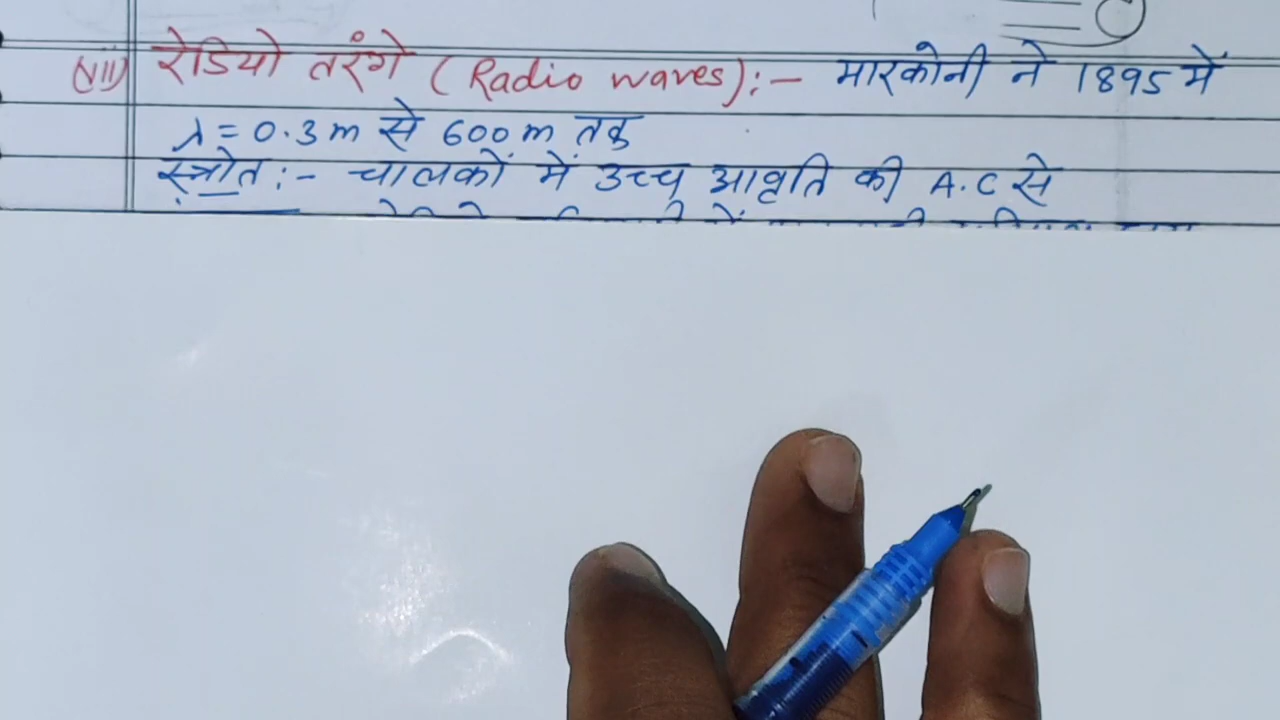 (VII) रेडियो तरंगे (Radio waves):- मारकोनी ने 1895 में
λ = 0.3 m से 600 m तक
स्त्रोत:- चालकों में उच्च आवृति की A.C से